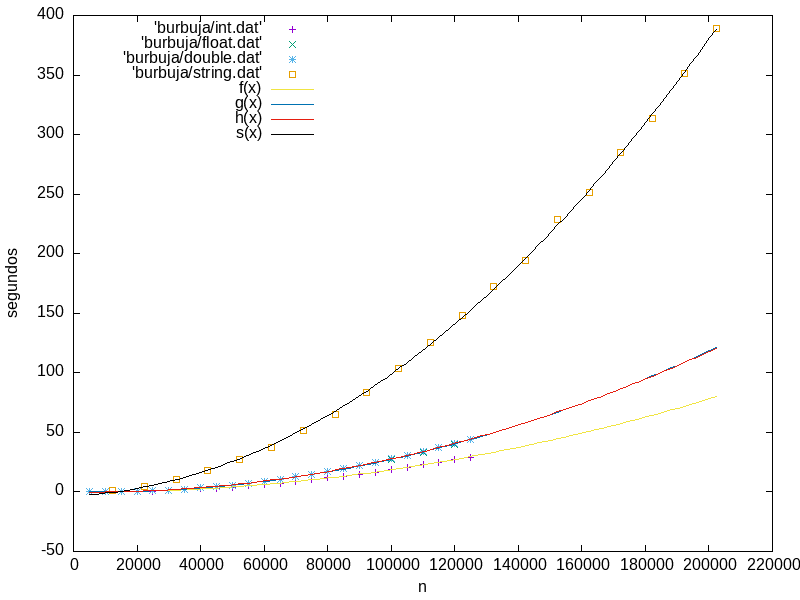 400
350
300
250
200
150
100
50
0
-50
segundos
'burbuja/int.dat'
'burbuja/float.dat'
'burbuja/double.dat'
'burbuja/string.dat'
f(x)
g(x)
h(x)
s(x)
0 20000 40000 60000 80000 100000 120000 140000 160000 180000 200000 220000
n